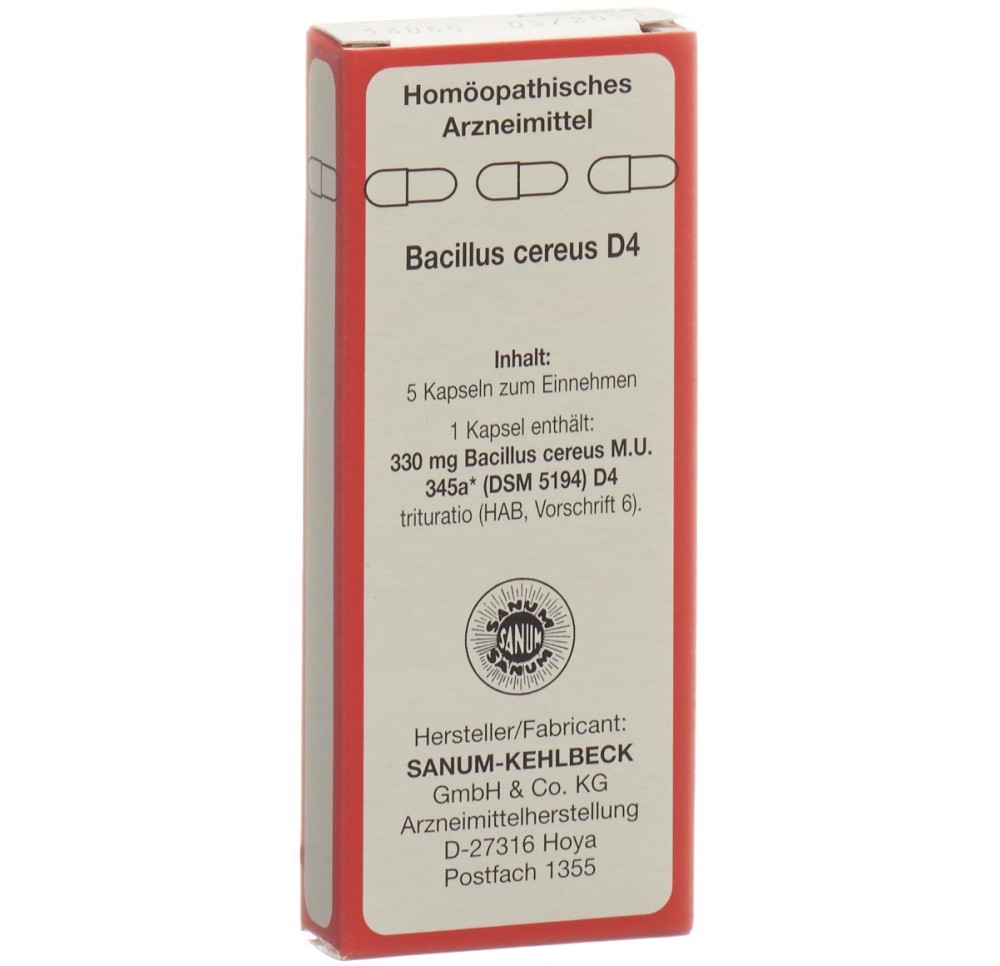 Homöopathisches
Arzneimittel
Bacillus cereus D4
Inhalt:
5 Kapseln zum Einnehmen
1 Kapsel enthält:
330 mg Bacillus cereus M.U.
345a* (DSM 5194) D4
trituratio (HAB, Vorschrift 6).
SANUM
SANUM
SANUM
Hersteller/Fabricant:
SANUM-KEHLBECK
GmbH & Co. KG
Arzneimittelherstellung
D-27316 Hoya
Postfach 1355